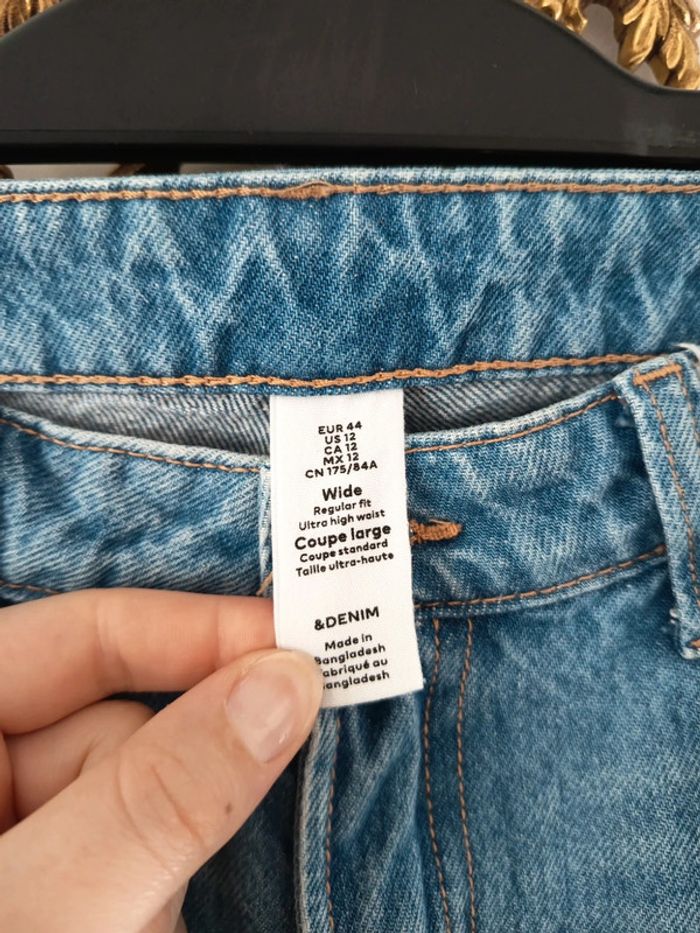 EUR 44
US 12
CA 12
MX 12
CN 175/84A
Wide
Regular fit
Ultra high waist
Coupe large
Coupe standard
Taille ultra-haute
&DENIM
Made in
Bangladesh
Fabriqué au
Bangladesh